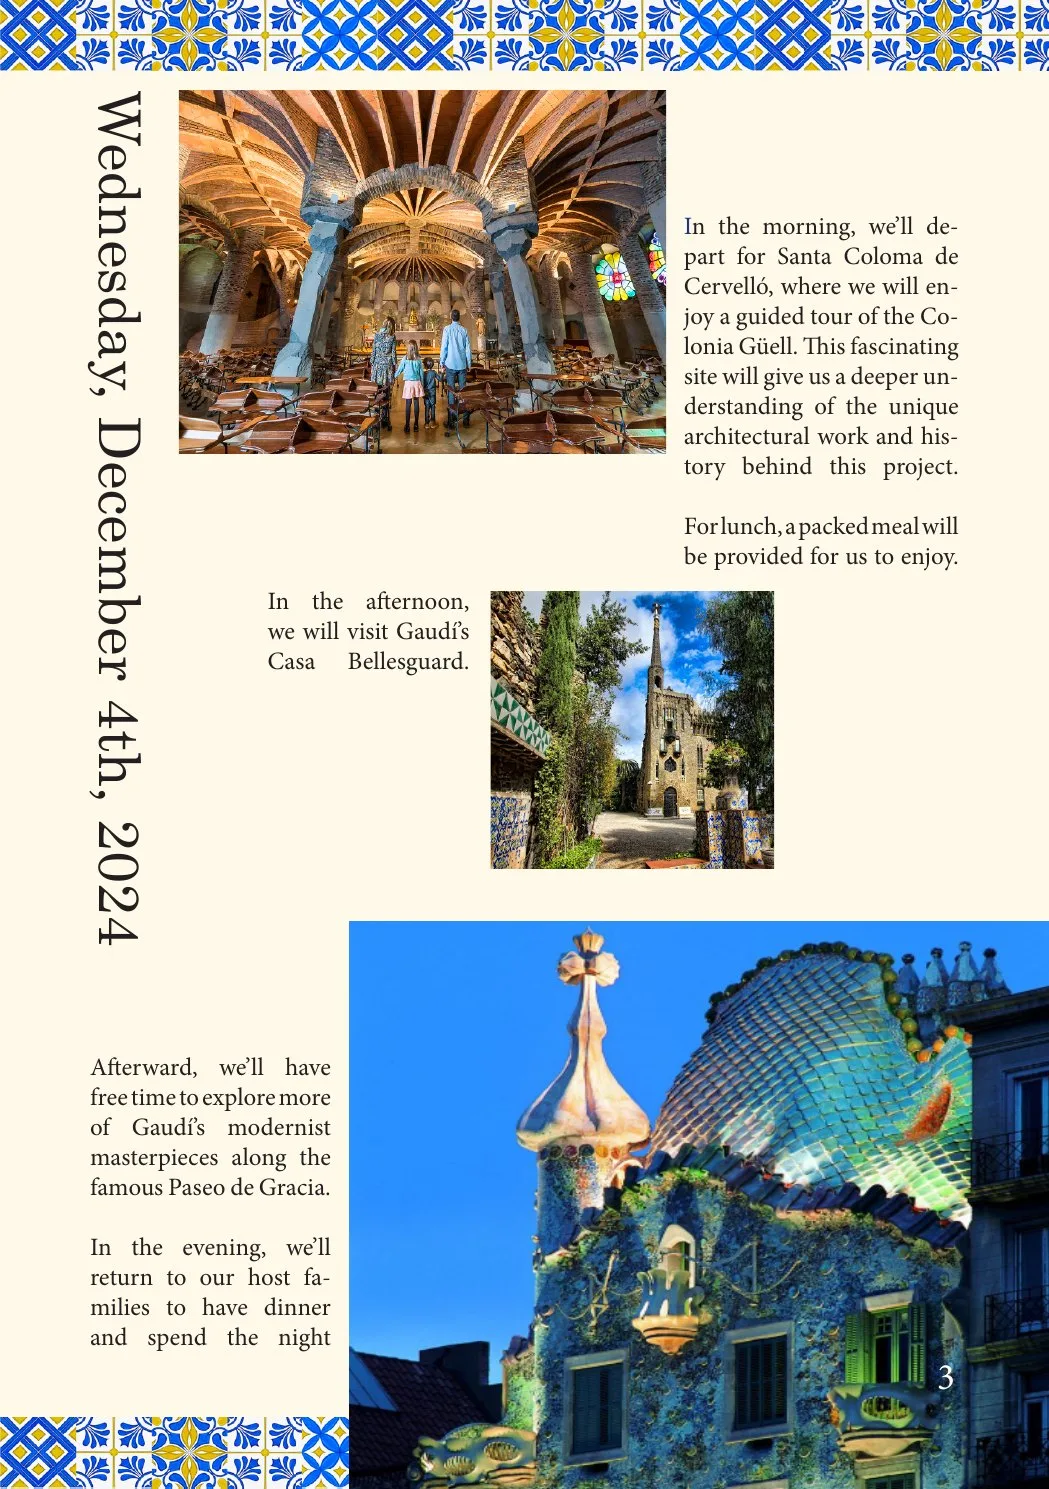 Wednesday, December 4th, 2024
In the morning, we'll de-
part for Santa Coloma de
Cervelló, where we will en-
joy a guided tour of the Co-
lonia Güell. This fascinating
site will give us a deeper un-
derstanding of the unique
architectural work and his-
tory behind this project.
For lunch, a packed meal will
be provided for us to enjoy.
In the afternoon,
we will visit Gaudí's
Casa Bellesguard.
Afterward, we'll have
free time to explore more
of Gaudí's modernist
masterpieces along the
famous Paseo de Gracia.
In the evening, we'll
return to our host fa-
milies to have dinner
and spend the night
3